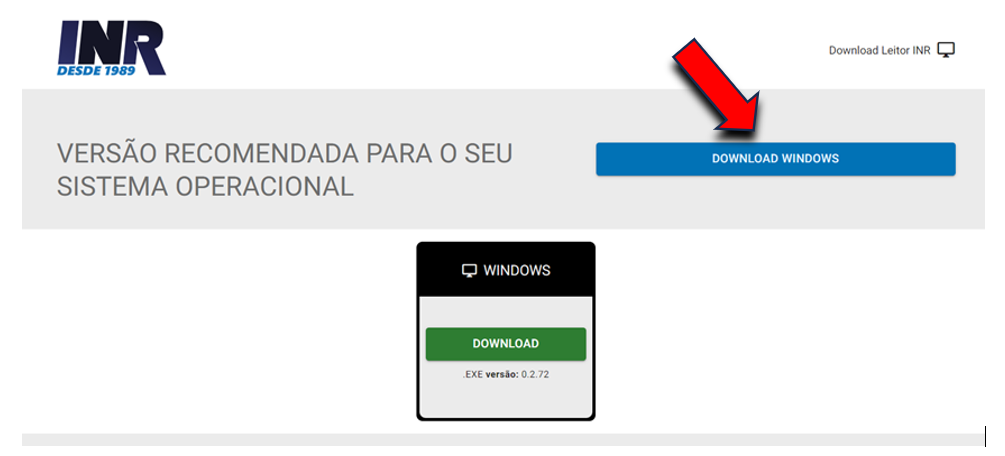 INR
DESDE 1989
Download Leitor INR
VERSÃO RECOMENDADA PARA O SEU
SISTEMA OPERACIONAL
DOWNLOAD WINDOWS
WINDOWS
DOWNLOAD
.EXE versão: 0.2.72